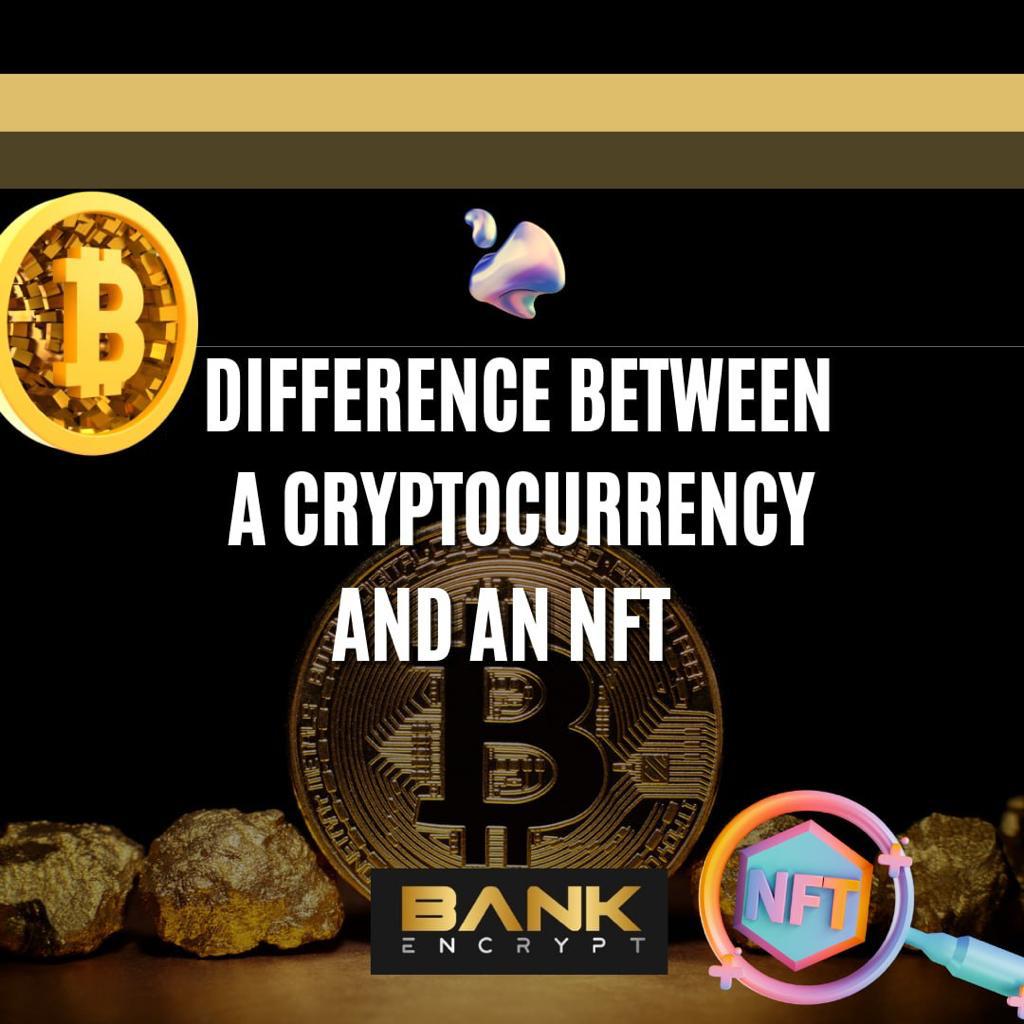 DIFFERENCE BETWEEN
A CRYPTOCURRENCY
AND AN NFT
BANK
ENCRYPT
NFT